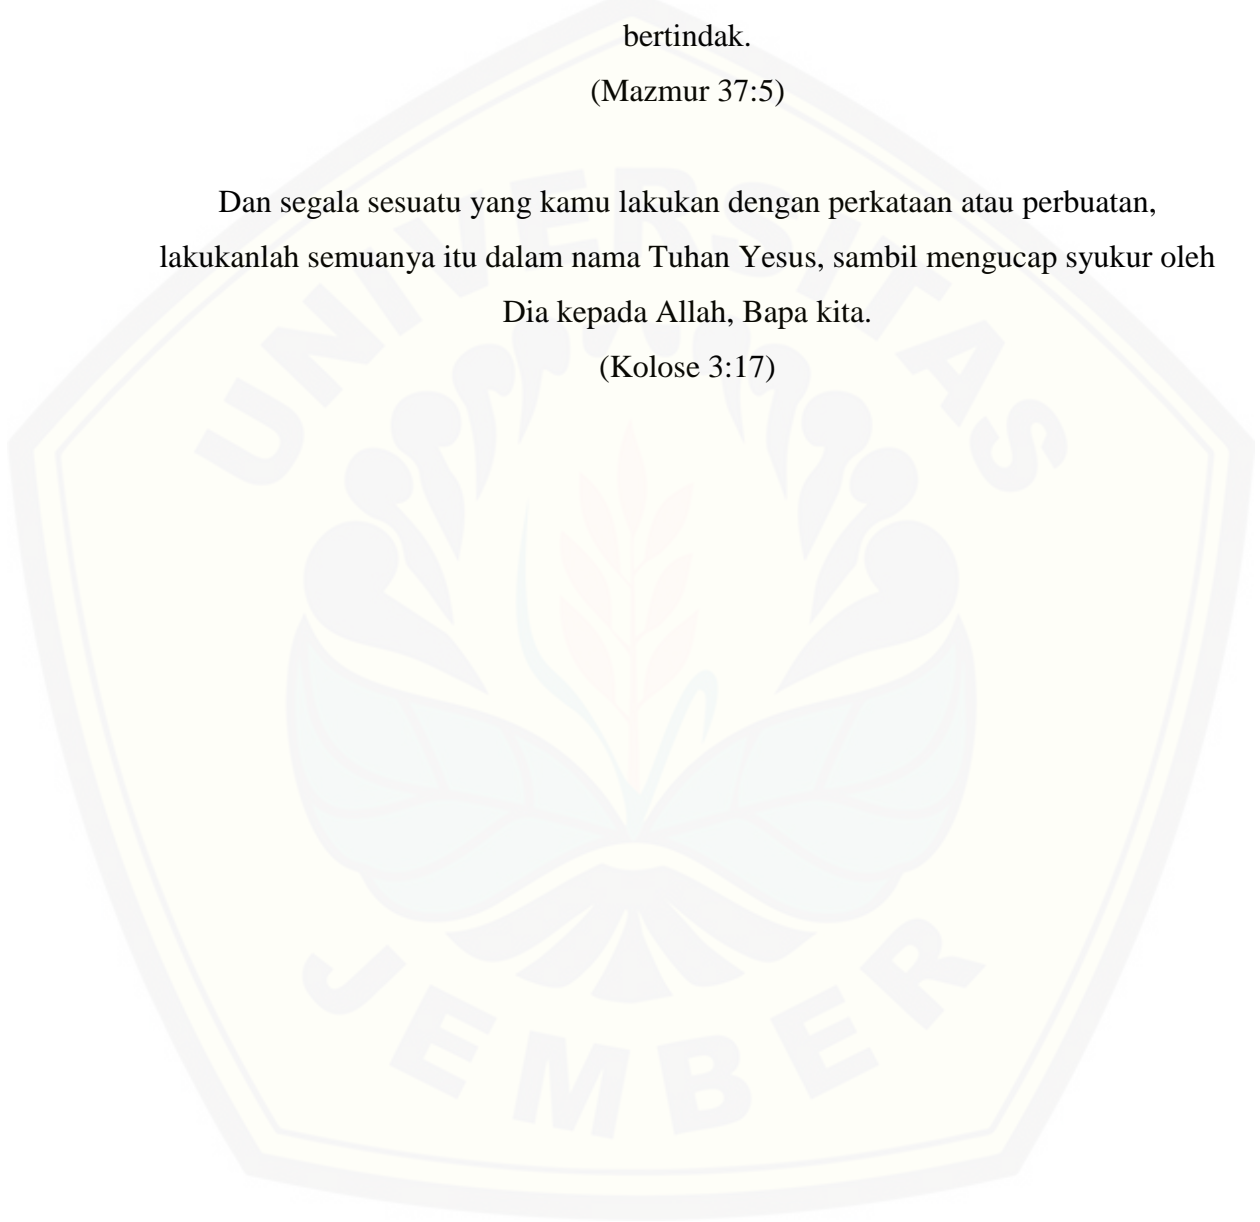 bertindak.
(Mazmur 37:5)
Dan segala sesuatu yang kamu lakukan dengan perkataan atau perbuatan,
lakukanlah semuanya itu dalam nama Tuhan Yesus, sambil mengucap syukur oleh
Dia kepada Allah, Bapa kita.
(Kolose 3:17)
UNIVERSITAS
JEMBER